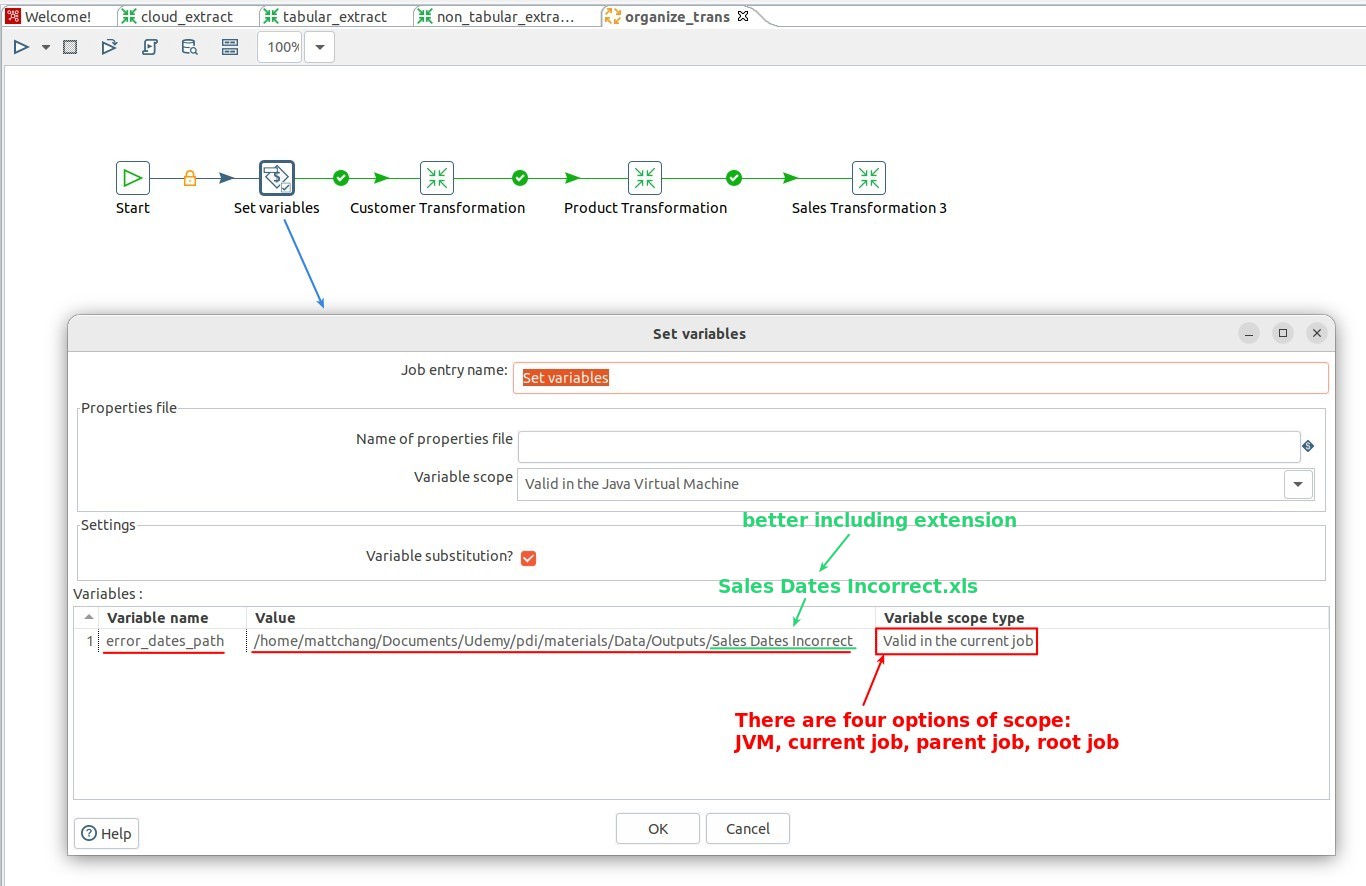 Welcome! cloud_extract tabular_extract non_tabular_extra... organize_trans
100%
Start Set variables Customer Transformation Product Transformation Sales Transformation 3
Set variables
Job entry name: Set variables
Properties file
Name of properties file
Variable scope Valid in the Java Virtual Machine
better including extension
Settings
Variable substitution?
Sales Dates Incorrect.xls
Variables :
Variable name Value Variable scope type
1 error_dates_path /home/mattchang/Documents/Udemy/pdi/materials/Data/Outputs/Sales Dates Incorrect Valid in the current job
There are four options of scope:
JVM, current job, parent job, root job
Help OK Cancel